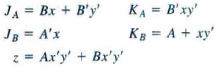 J_A = Bx + B'y'    K_A = B'xy'
J_B = A'x    K_B = A + xy'
z = Ax'y' + Bx'y'